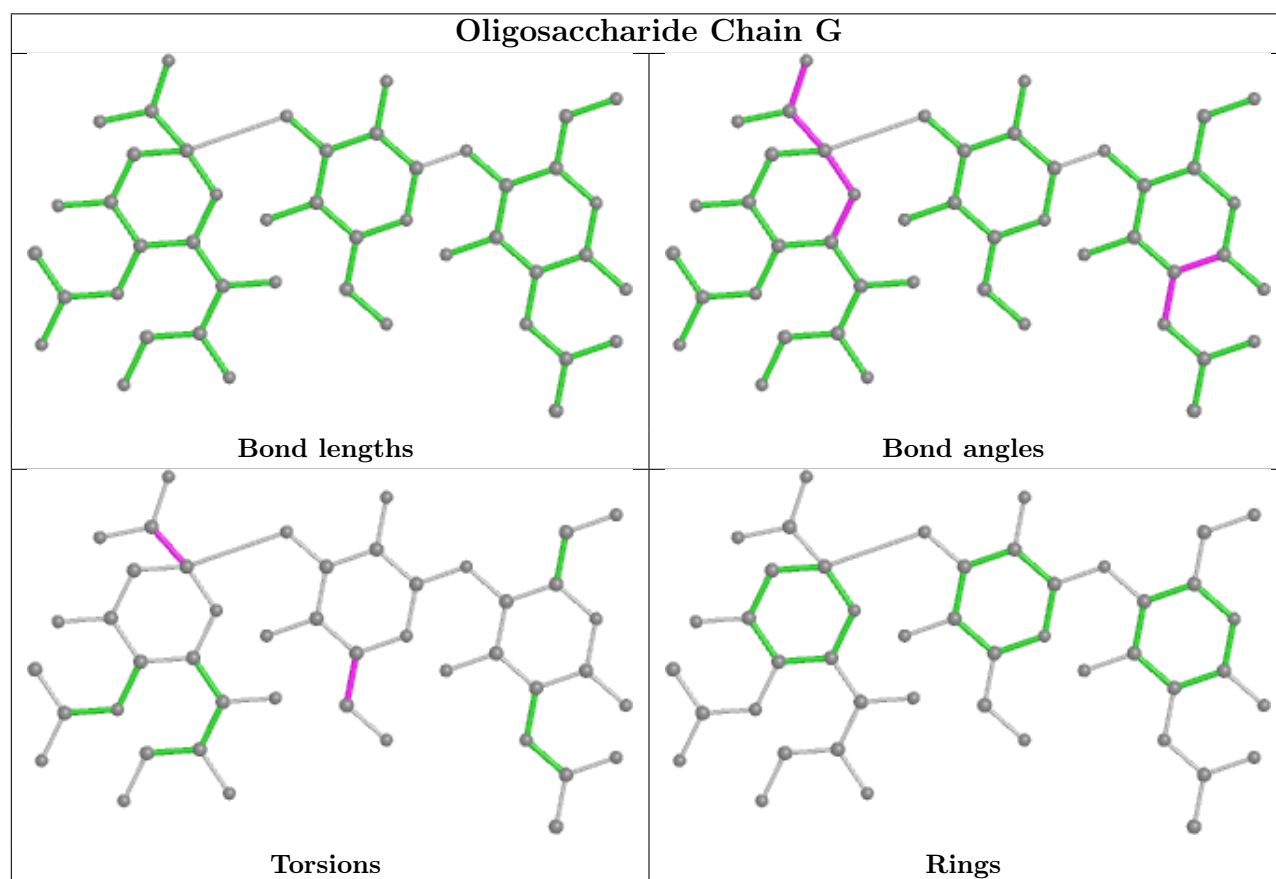 Oligosaccharide Chain G
Bond lengths
Bond angles
Torsions
Rings